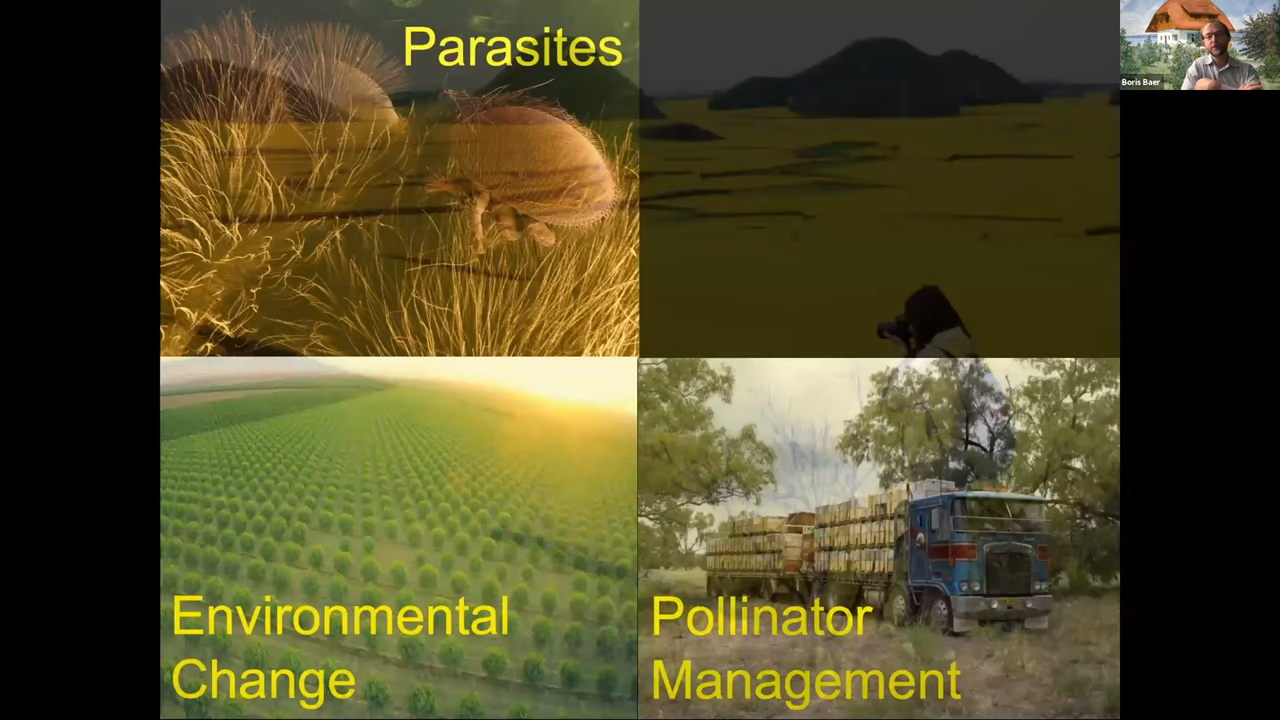 Parasites
Boris Baer
Environmental
Change
Pollinator
Management